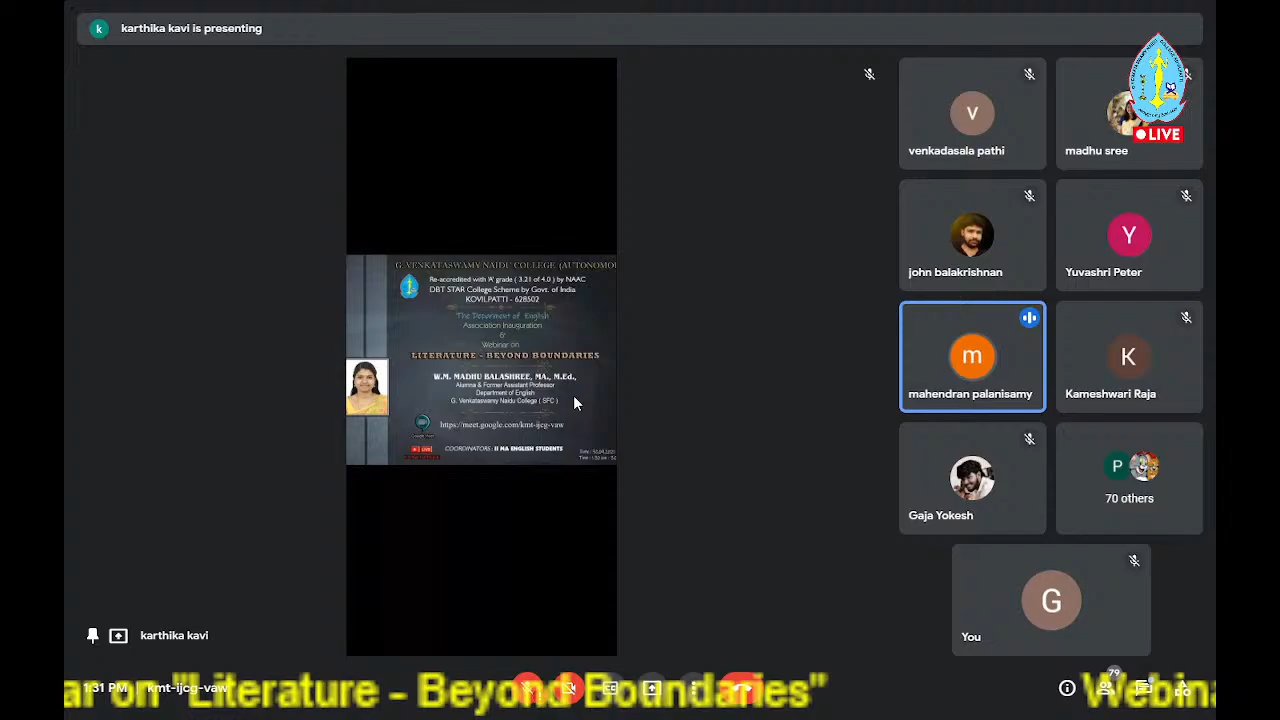 karthika kavi is presenting
k
LIVE
G. VENKATASWAMY NAIDU COLLEGE (AUTONOMO
Re-accredited with 'A' grade ( 3.21 of 4.0 ) by NAAC
DBT STAR College Scheme by Govt. of India
KOVILPATTI - 628502
The Deparment of English
Association Inauguration
&
Webinar on
LITERATURE - BEYOND BOUNDARIES
W.M. MADHU BALASHREE, MA., M.Ed.,
Alumna & Former Assistant Professor
Department of English
G. Venkataswamy Naidu College ( SFC )
https://meet.google.com/kmt-ijcg-vaw
LIVE
COORDINATORS: II MA ENGLISH STUDENTS
v
venkadasala pathi
madhu sree
john balakrishnan
Y
Yuvashri Peter
m
mahendran palanisamy
K
Kameshwari Raja
Gaja Yokesh
P
70 others
G
You
karthika kavi
1:31 PM
kmt-ijcg-vaw
79
ar on "Literature - Beyond Boundaries"
Webina